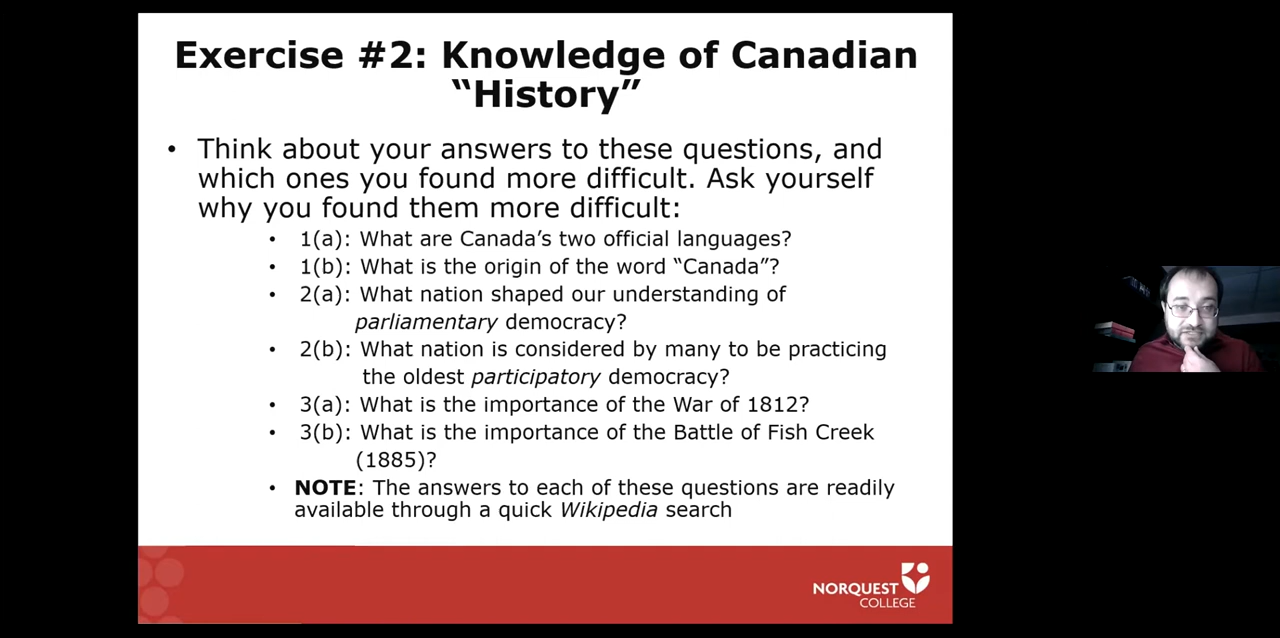 Exercise #2: Knowledge of Canadian
“History”
• Think about your answers to these questions, and
which ones you found more difficult. Ask yourself
why you found them more difficult:
• 1(a): What are Canada’s two official languages?
• 1(b): What is the origin of the word “Canada”?
• 2(a): What nation shaped our understanding of
parliamentary democracy?
• 2(b): What nation is considered by many to be practicing
the oldest participatory democracy?
• 3(a): What is the importance of the War of 1812?
• 3(b): What is the importance of the Battle of Fish Creek
(1885)?
• NOTE: The answers to each of these questions are readily
available through a quick Wikipedia search
NORQUEST
COLLEGE